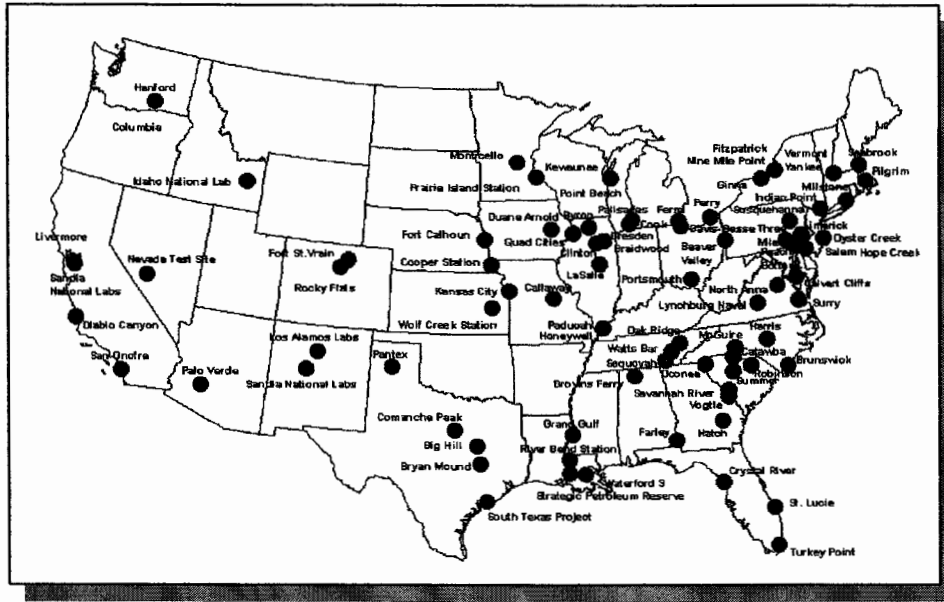 Hanford
Columbia
Idaho National Lab
Livermore
Sandia
National Labs
Nevada Test Site
Diablo Canyon
San Onofre
Palo Verde
Fort St. Vrain
Rocky Flats
Los Alamos Labs
Sandia National Labs
Pantex
Monticello
Prairie Island Station
Kewaunee
Point Beach
Duane Arnold
Byron
Fort Calhoun
Quad Cities
Cooper Station
Clinton
LaSalle
Dresden
Braidwood
Kansas City
Callaway
Wolf Creek Station
Paducah
Honeywell
Palisades
Cook
Fermi
Davis-Besse
Perry
Beaver
Valley
Portsmouth
Fitzpatrick
Nine Mile Point
Ginna
Vermont
Yankee
Seabrook
Pilgrim
Millstone
Indian Point
Susquehanna
Three
Mile
Limerick
Oyster Creek
Salem Hope Creek
Calvert Cliffs
North Anna
Surry
Lynchburg Naval
Oak Ridge
Watts Bar
Sequoyah
McGuire
Harris
Catawba
Brunswick
Oconee
Robinson
Summer
Browns Ferry
Savannah River
Vogtle
Hatch
Farley
Comanche Peak
Big Hill
Bryan Mound
South Texas Project
Grand Gulf
River Bend Station
Waterford 3
Strategic Petroleum Reserve
Crystal River
St. Lucie
Turkey Point